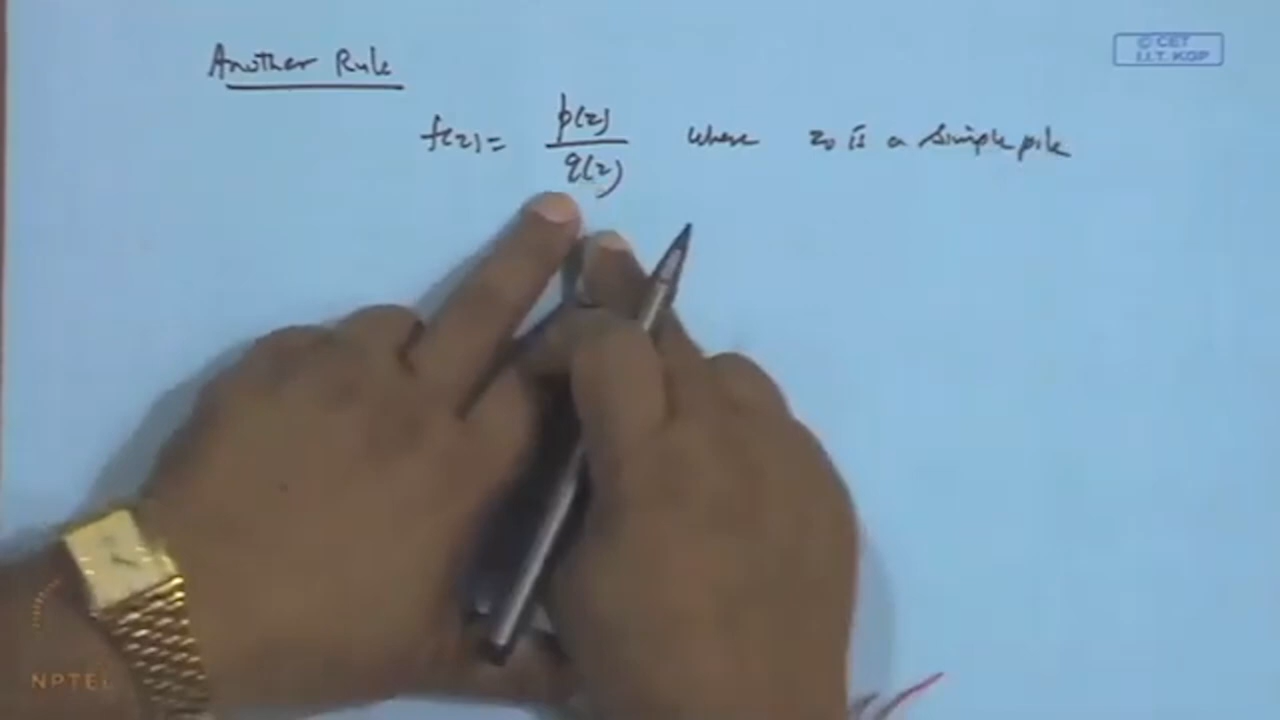 Another Rule
© CET
I.I.T. KGP
f(z) = p(z)/q(z) where z₀ is a simple pole
NPTEL